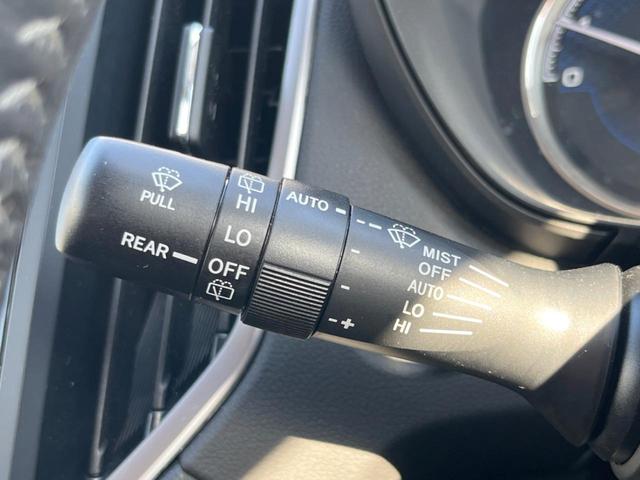 PULL
REAR
HI
LO
OFF
AUTO
- -
-
-
- +
MIST
OFF
AUTO
LO
HI